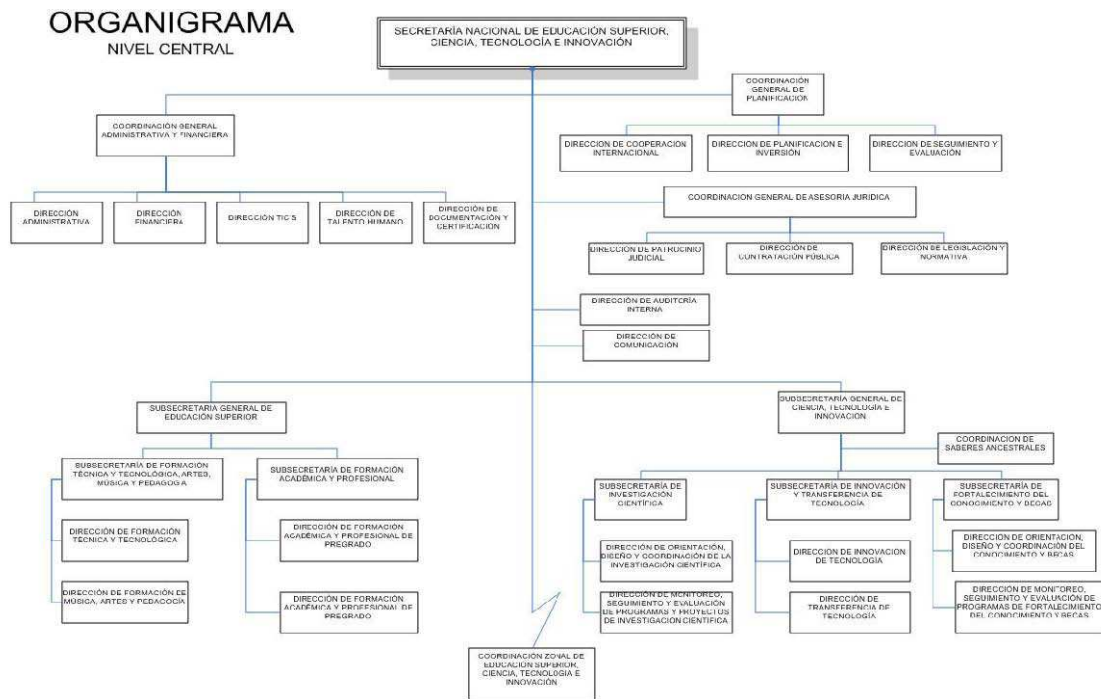 ORGANIGRAMA
NIVEL CENTRAL
SECRETARÍA NACIONAL DE EDUCACIÓN SUPERIOR,
CIENCIA, TECNOLOGÍA E INNOVACIÓN
COORDINACIÓN
GENERAL DE
PLANIFICACIÓN
COORDINACIÓN GENERAL
ADMINISTRATIVA Y FINANCIERA
DIRECCION DE COOPERACION
INTERNACIONAL
DIRECCION DE PLANIFICACION E
INVERSIÓN
DIRECCION DE SEGUIMIENTO Y
EVALUACIÓN
COORDINACION GENERAL DE ASESORIA JURIDICA
DIRECCIÓN
ADMINISTRATIVA
DIRECCIÓN
FINANCIERA
DIRECCIÓN TIC'S
DIRECCIÓN DE
TALENTO HUMANO
DIRECCIÓN DE
DOCUMENTACIÓN Y
CERTIFICACIÓN
DIRECCIÓN DE PATROCINIO
JUDICIAL
DIRECCIÓN DE
CONTRATACIÓN PÚBLICA
DIRECCIÓN DE LEGISLACIÓN Y
NORMATIVA
DIRECCIÓN DE AUDITORÍA
INTERNA
DIRECCIÓN DE
COMUNICACIÓN
SUBSECRETARIA GENERAL DE
EDUCACIÓN SUPERIOR
SUBSECRETARÍA GENERAL DE
CIENCIA, TECNOLOGÍA E
INNOVACIÓN
COORDINACION DE
SABERES ANCESTRALES
SUBSECRETARÍA DE FORMACIÓN
TÉCNICA Y TECNOLÓGICA, ARTES,
MÚSICA Y PEDAGOGIA
SUBSECRETARÍA DE FORMACIÓN
ACADÉMICA Y PROFESIONAL
SUBSECRETARÍA DE
INVESTIGACIÓN
CIENTÍFICA
SUBSECRETARÍA DE INNOVACIÓN
Y TRANSFERENCIA DE
TECNOLOGÍA
SUBSECRETARÍA DE
FORTALECIMIENTO DEL
CONOCIMIENTO Y BECAS
DIRECCIÓN DE FORMACIÓN
TÉCNICA Y TECNOLÓGICA
DIRECCIÓN DE FORMACIÓN
ACADÉMICA Y PROFESIONAL DE
PREGRADO
DIRECCIÓN DE ORIENTACIÓN,
DISEÑO Y COORDINACIÓN DE LA
INVESTIGACIÓN CIENTÍFICA
DIRECCION DE INNOVACION
DE TECNOLOGÍA
DIRECCION DE ORIENTACION,
DISEÑO Y COORDINACIÓN DEL
CONOCIMIENTO Y BECAS
DIRECCIÓN DE FORMACIÓN DE
MÚSICA, ARTES Y PEDAGOGÍA
DIRECCIÓN DE FORMACIÓN
ACADÉMICA Y PROFESIONAL DE
PREGRADO
DIRECCIÓN DE MONITOREO,
SEGUIMIENTO Y EVALUACIÓN
DE PROGRAMAS Y PROYECTOS
DE INVESTIGACION CIENTÍFICA
DIRECCIÓN DE
TRANSFERENCIA DE
TECNOLOGÍA
DIRECCIÓN DE MONITOREO,
SEGUIMIENTO Y EVALUACIÓN DE
PROGRAMAS DE FORTALECIMIENTO
DEL CONOCIMIENTO Y BECAS
COORDINACIÓN ZONAL DE
EDUCACIÓN SUPERIOR,
CIENCIA, TECNOLOGIA E
INNOVACIÓN